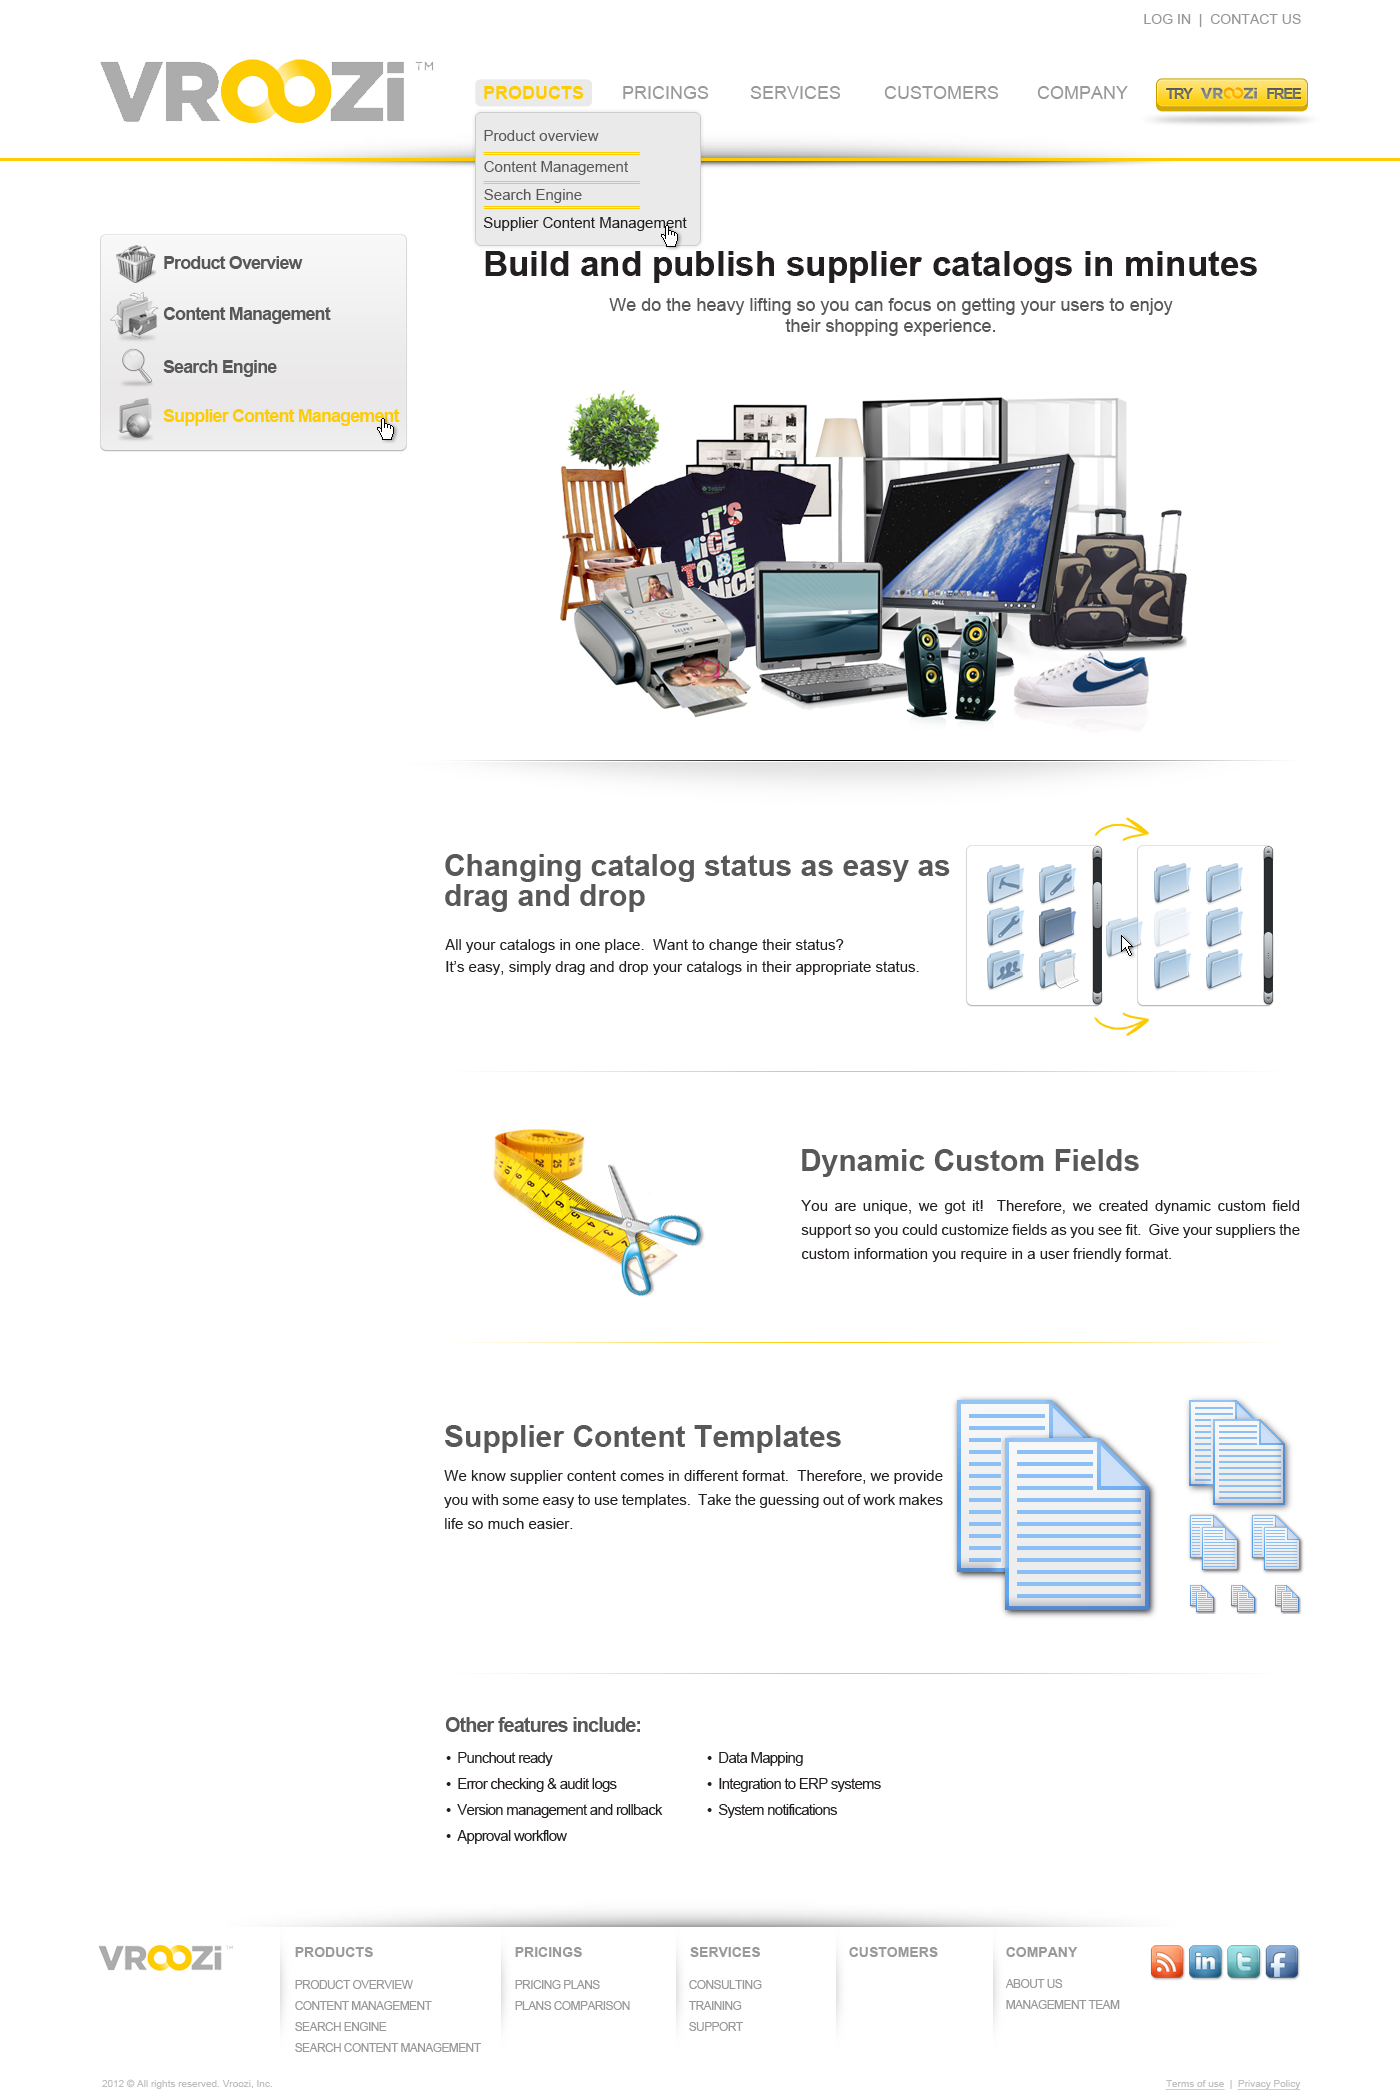 LOG IN | CONTACT US
VROOZi™
PRODUCTS PRICINGS SERVICES CUSTOMERS COMPANY TRY VROOZi FREE
Product overview
Content Management
Search Engine
Supplier Content Management
Product Overview
Content Management
Search Engine
Supplier Content Management
Build and publish supplier catalogs in minutes
We do the heavy lifting so you can focus on getting your users to enjoy
their shopping experience.
iT'S
NiCE
TO BE
NiCE
DELL
Changing catalog status as easy as
drag and drop
All your catalogs in one place.  Want to change their status?
It's easy, simply drag and drop your catalogs in their appropriate status.
Dynamic Custom Fields
You are unique, we got it!  Therefore, we created dynamic custom field
support so you could customize fields as you see fit.  Give your suppliers the
custom information you require in a user friendly format.
Supplier Content Templates
We know supplier content comes in different format.  Therefore, we provide
you with some easy to use templates.  Take the guessing out of work makes
life so much easier.
Other features include:
• Punchout ready
• Error checking & audit logs
• Version management and rollback
• Approval workflow
• Data Mapping
• Integration to ERP systems
• System notifications
VROOZi™
PRODUCTS
PRODUCT OVERVIEW
CONTENT MANAGEMENT
SEARCH ENGINE
SEARCH CONTENT MANAGEMENT
PRICINGS
PRICING PLANS
PLANS COMPARISON
SERVICES
CONSULTING
TRAINING
SUPPORT
CUSTOMERS
COMPANY
ABOUT US
MANAGEMENT TEAM
in t f
2012 © All rights reserved. Vroozi, Inc.
Terms of use | Privacy Policy